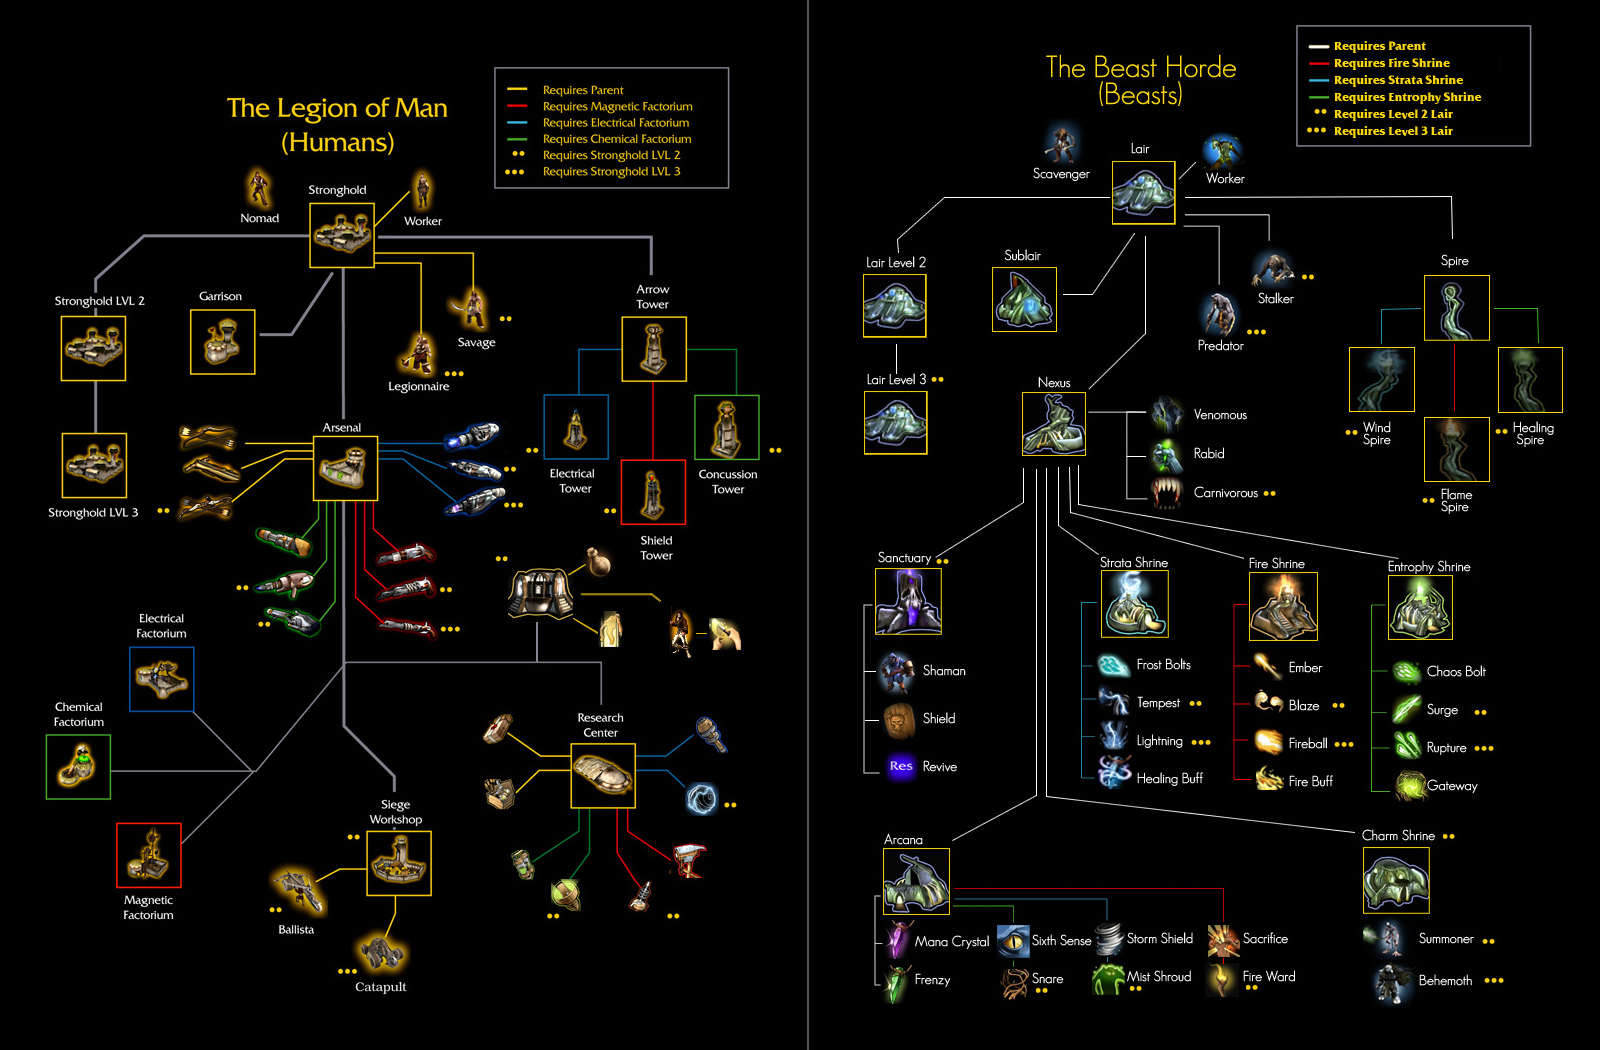 The Legion of Man
(Humans)
Requires Parent
Requires Magnetic Factorium
Requires Electrical Factorium
Requires Chemical Factorium
Requires Stronghold LVL 2
Requires Stronghold LVL 3
Nomad
Stronghold
Worker
Stronghold LVL 2
Garrison
Arrow
Tower
Savage
Legionnaire
Stronghold LVL 3
Arsenal
Electrical
Tower
Concussion
Tower
Shield
Tower
Electrical
Factorium
Chemical
Factorium
Magnetic
Factorium
Research
Center
Siege
Workshop
Ballista
Catapult
The Beast Horde
(Beasts)
Requires Parent
Requires Fire Shrine
Requires Strata Shrine
Requires Entrophy Shrine
Requires Level 2 Lair
Requires Level 3 Lair
Scavenger
Lair
Worker
Lair Level 2
Sublair
Stalker
Predator
Spire
Lair Level 3
Nexus
Venomous
Rabid
Carnivorous
Wind
Spire
Healing
Spire
Flame
Spire
Sanctuary
Shaman
Shield
Res
Revive
Strata Shrine
Frost Bolts
Tempest
Lightning
Healing Buff
Fire Shrine
Ember
Blaze
Fireball
Fire Buff
Entrophy Shrine
Chaos Bolt
Surge
Rupture
Gateway
Arcana
Mana Crystal
Frenzy
Sixth Sense
Snare
Storm Shield
Mist Shroud
Sacrifice
Fire Ward
Charm Shrine
Summoner
Behemoth